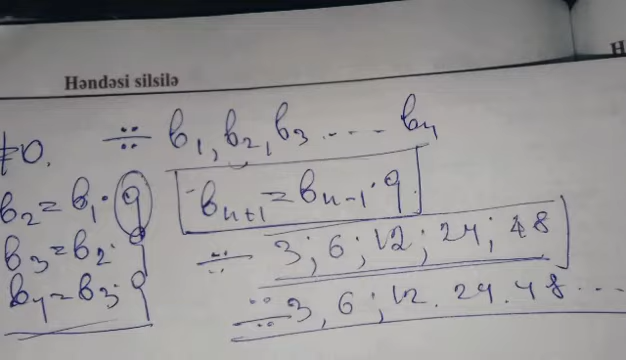 Həndəsi silsilə
H
≠0. ∺ b₁, b₂, b₃ .... b₄
b₂ = b₁ · q
bₙ₊₁ = bₙ₋₁ · q
b₃ = b₂ · q
∺ 3; 6; 12; 24; 48
b₄ = b₃ · q
∺ 3, 6; 12. 24. 48 ...